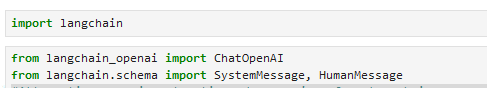 import langchain
from langchain_openai import ChatOpenAI
from langchain.schema import SystemMessage, HumanMessage